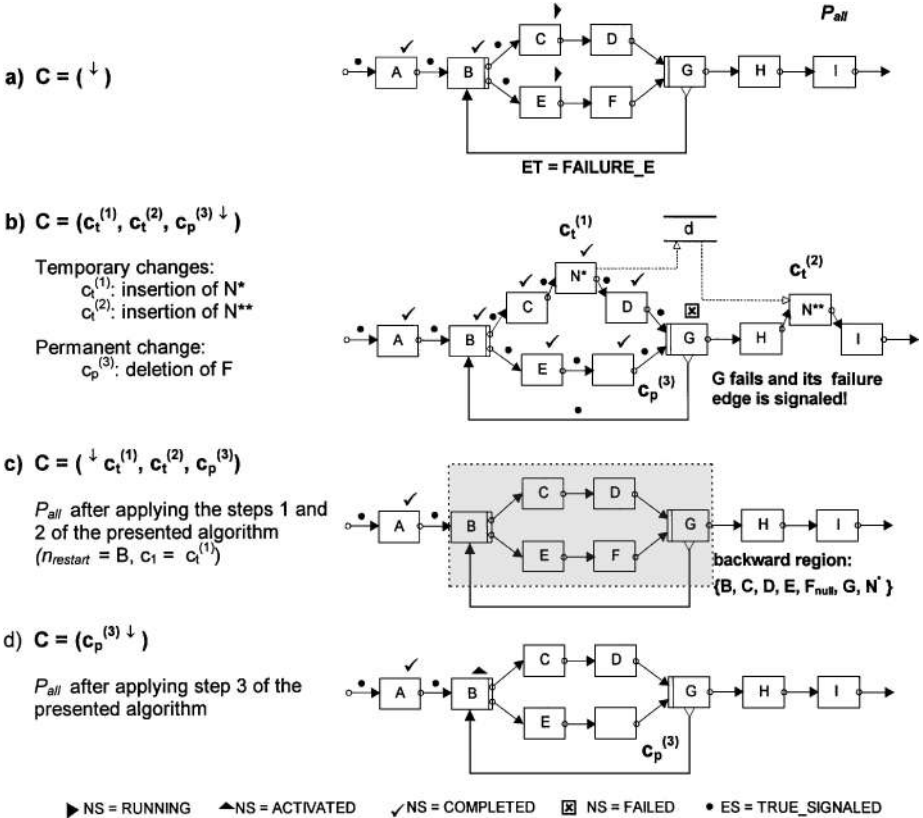 P_all
a) C = ( ↓ )
A
B
C
D
E
F
G
H
I
ET = FAILURE_E
b) C = (c_t^(1), c_t^(2), c_p^(3) ↓ )
Temporary changes:
c_t^(1): insertion of N*
c_t^(2): insertion of N**
Permanent change:
c_p^(3): deletion of F
c_t^(1)
d
c_t^(2)
A
B
C
N*
D
E
G
H
N**
I
c_p^(3)
G fails and its failure
edge is signaled!
c) C = ( ↓ c_t^(1), c_t^(2), c_p^(3))
P_all after applying the steps 1 and
2 of the presented algorithm
(n_restart = B, c_1 = c_t^(1))
A
B
C
D
E
F
G
H
I
backward region:
{B, C, D, E, F_null, G, N* }
d) C = (c_p^(3) ↓ )
P_all after applying step 3 of the
presented algorithm
A
B
C
D
E
G
H
I
c_p^(3)
NS = RUNNING
NS = ACTIVATED
NS = COMPLETED
NS = FAILED
ES = TRUE_SIGNALED